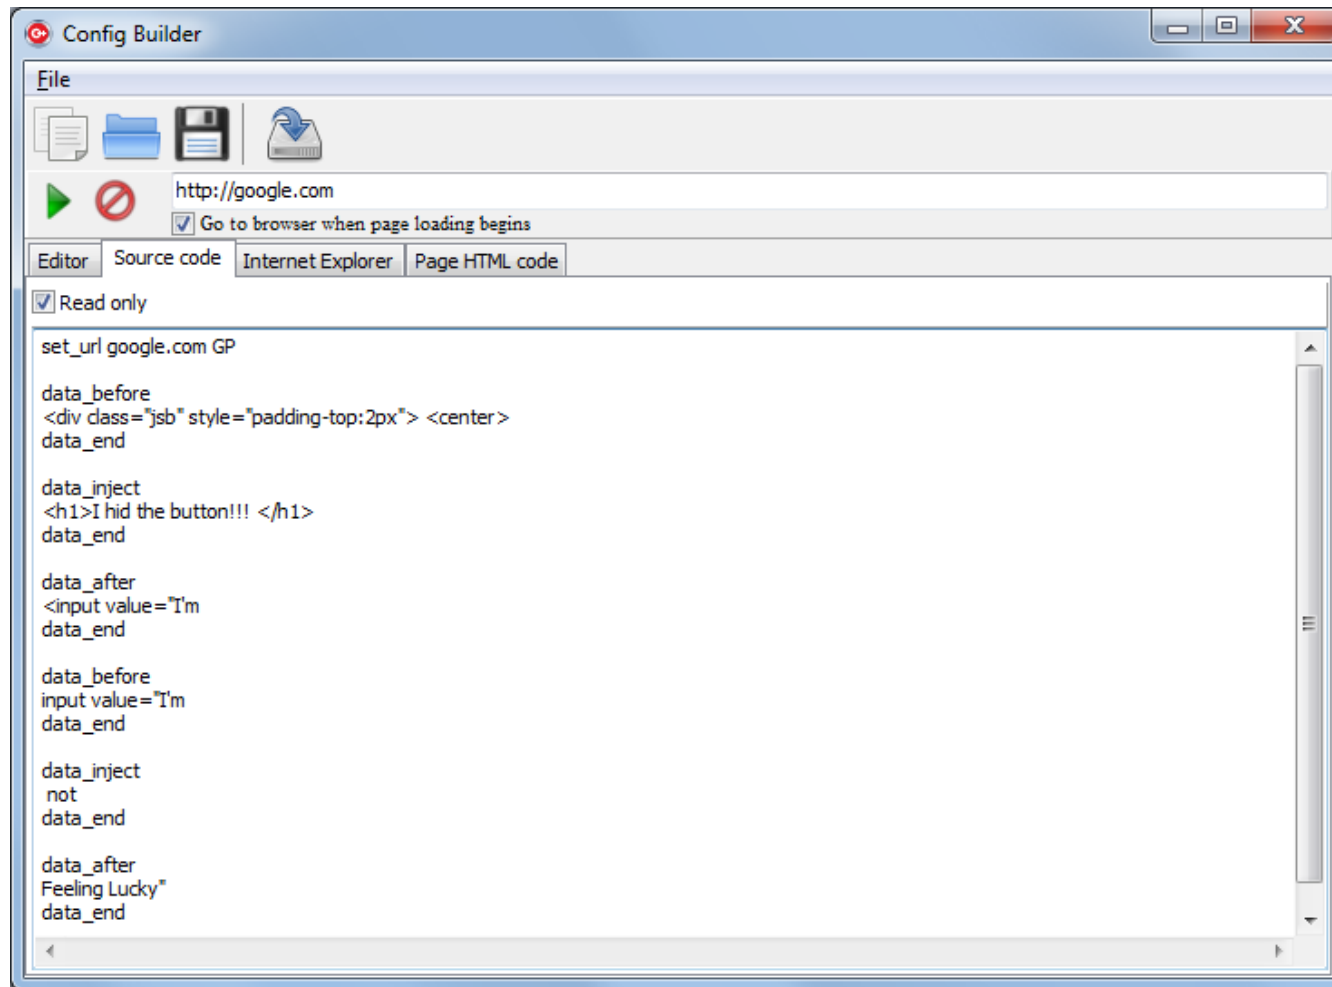 Config Builder
File
http://google.com
Go to browser when page loading begins
Editor Source code Internet Explorer Page HTML code
Read only
set_url google.com GP
data_before
<div class="jsb" style="padding-top:2px"> <center>
data_end
data_inject
<h1>I hid the button!!! </h1>
data_end
data_after
<input value="I'm
data_end
data_before
input value="I'm
data_end
data_inject
not
data_end
data_after
Feeling Lucky"
data_end